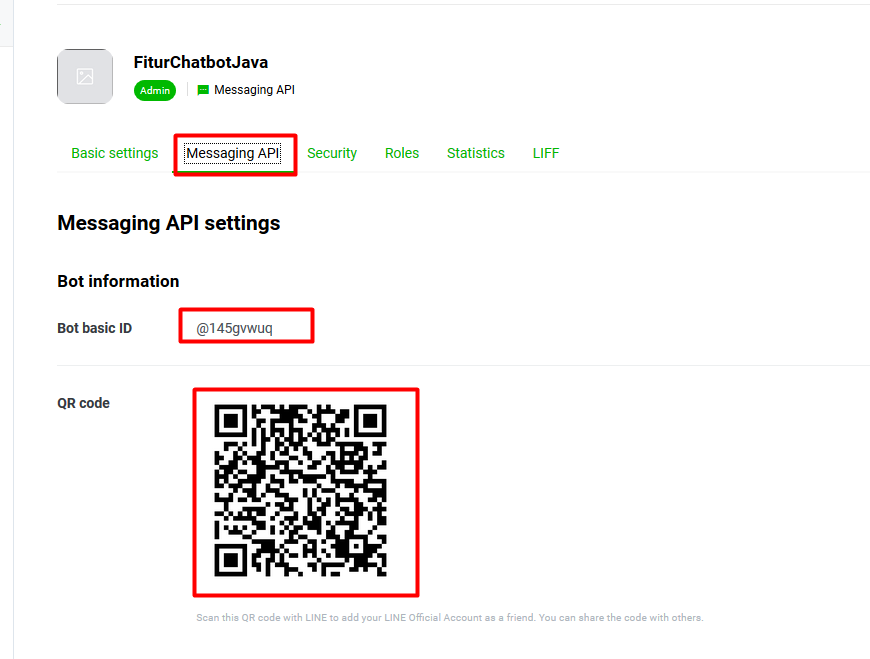 FiturChatbotJava
Admin Messaging API
Basic settings Messaging API Security Roles Statistics LIFF
Messaging API settings
Bot information
Bot basic ID @145gvwuq
QR code
Scan this QR code with LINE to add your LINE Official Account as a friend. You can share the code with others.